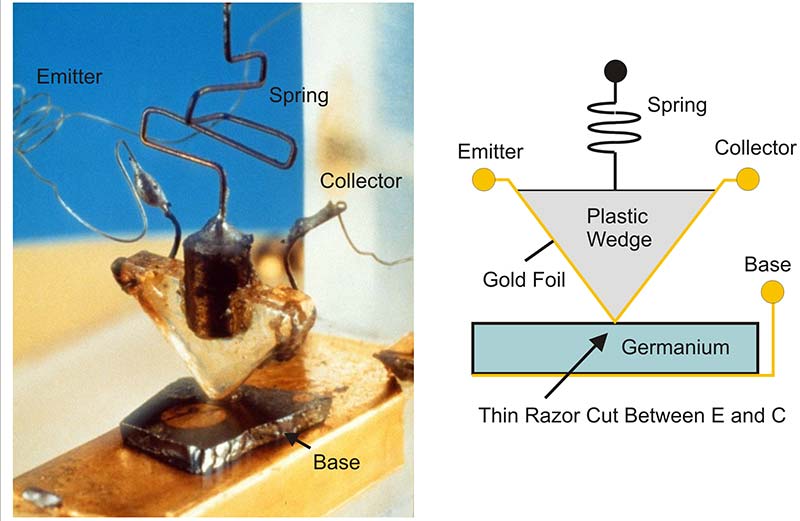 Emitter
Spring
Collector
Base
Spring
Emitter
Collector
Plastic
Wedge
Gold Foil
Base
Germanium
Thin Razor Cut Between E and C